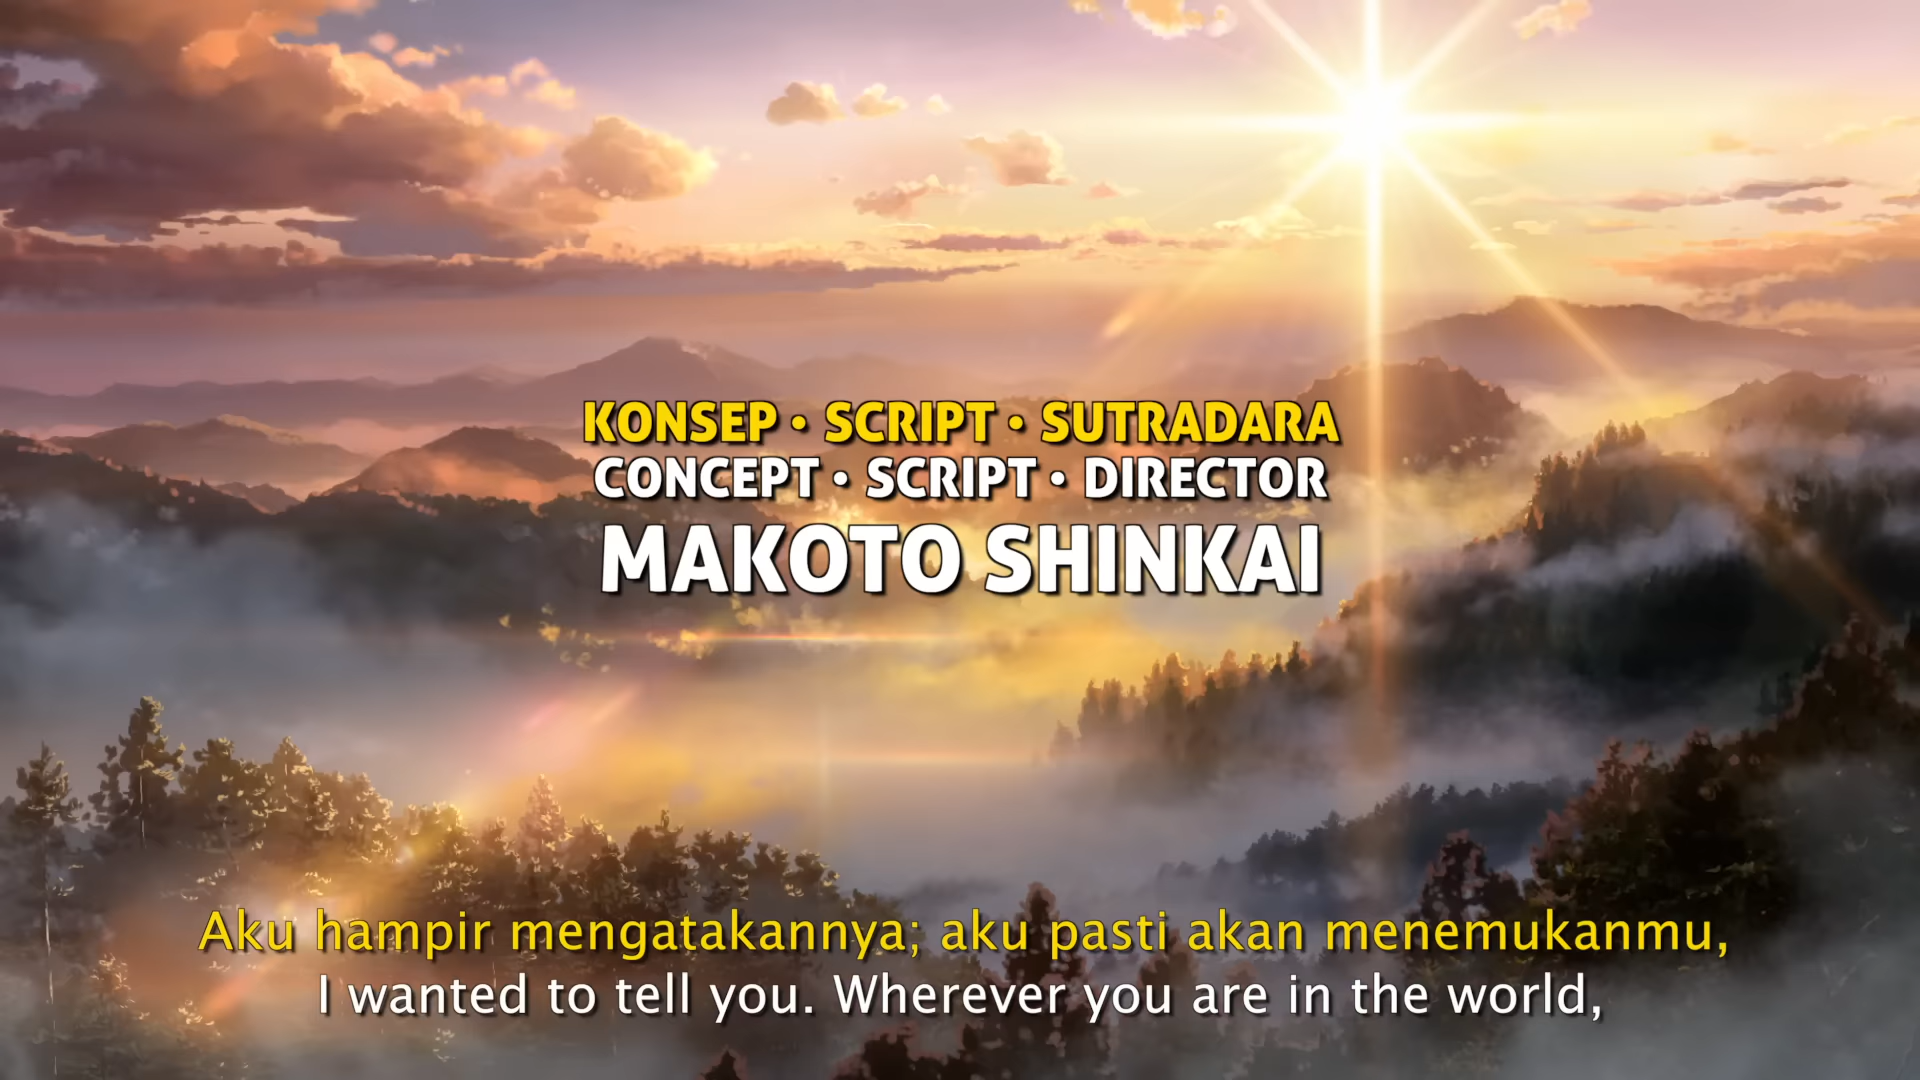 KONSEP • SCRIPT • SUTRADARA
CONCEPT • SCRIPT • DIRECTOR
MAKOTO SHINKAI
Aku hampir mengatakannya; aku pasti akan menemukanmu,
I wanted to tell you. Wherever you are in the world,